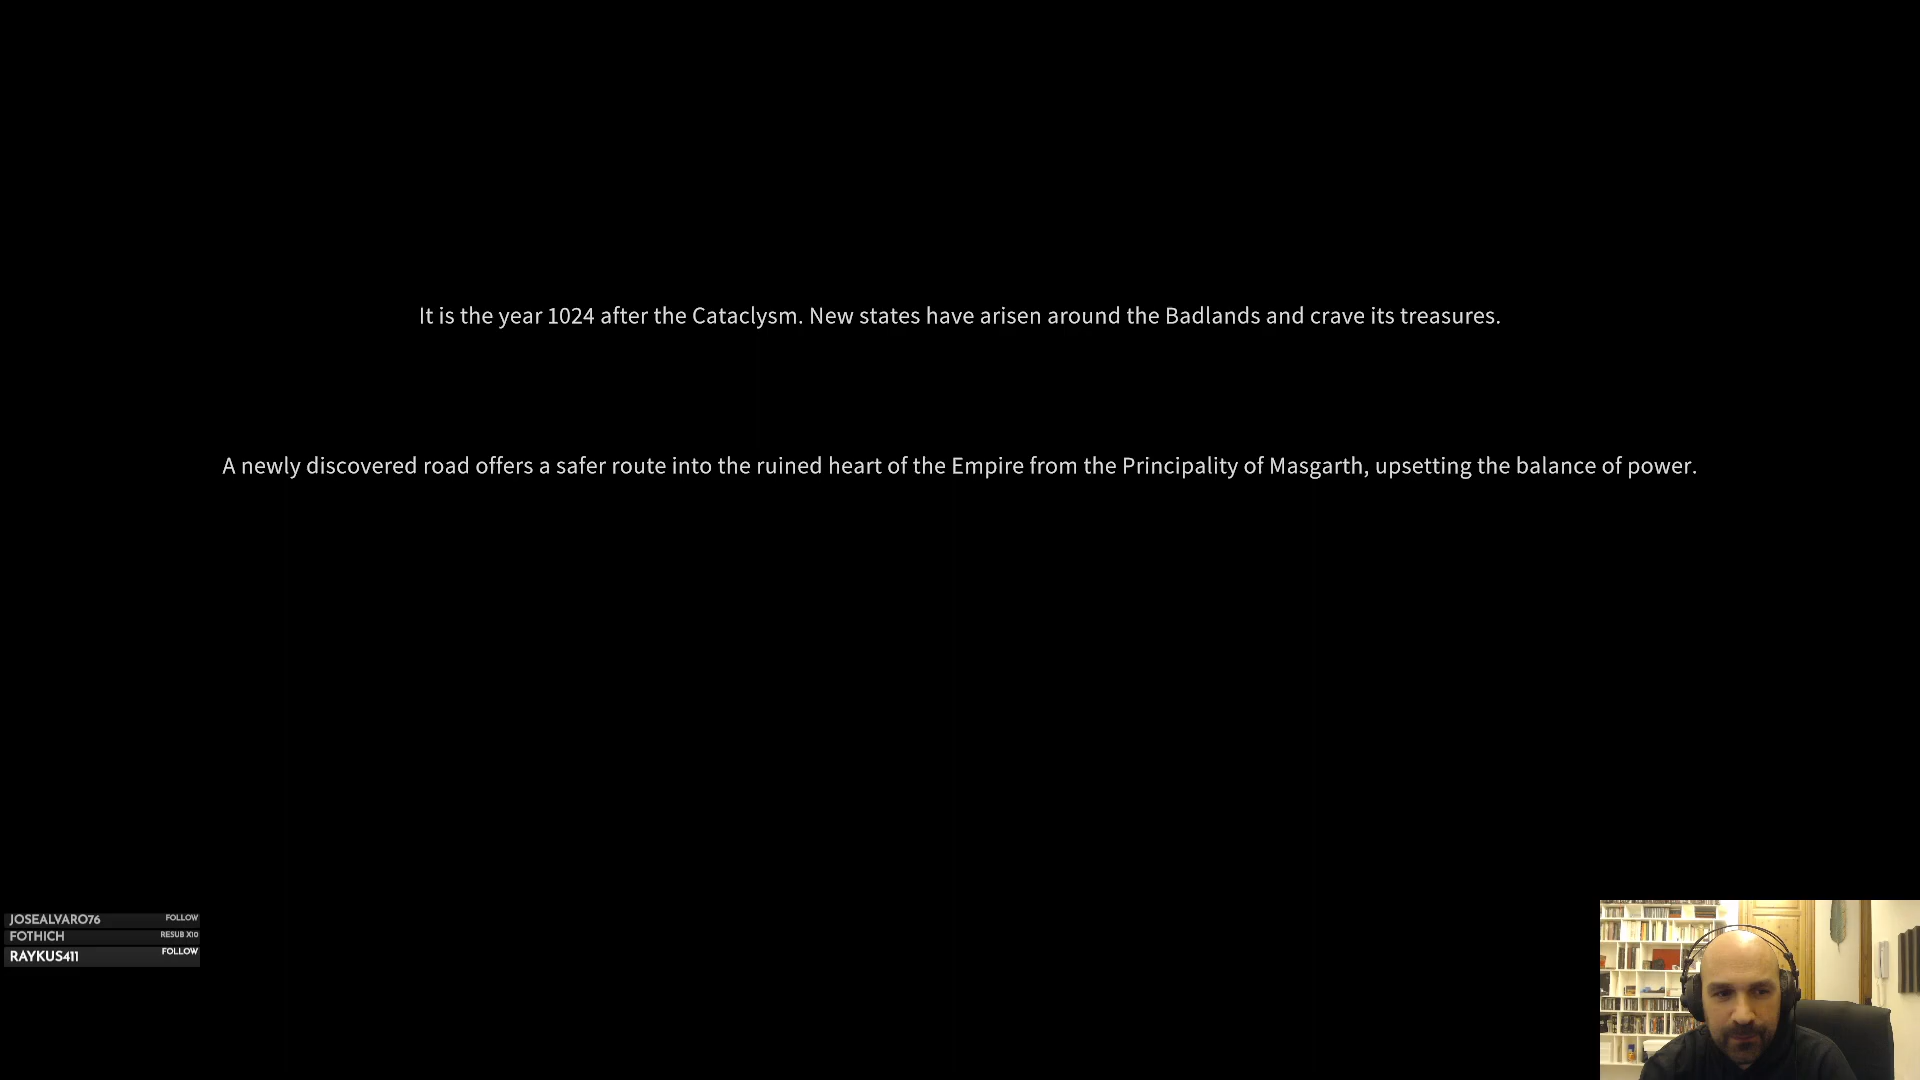 It is the year 1024 after the Cataclysm. New states have arisen around the Badlands and crave its treasures.
A newly discovered road offers a safer route into the ruined heart of the Empire from the Principality of Masgarth, upsetting the balance of power.
JOSEALVARO76 FOLLOW
FOTHICH RESUB X10
RAYKUS411 FOLLOW